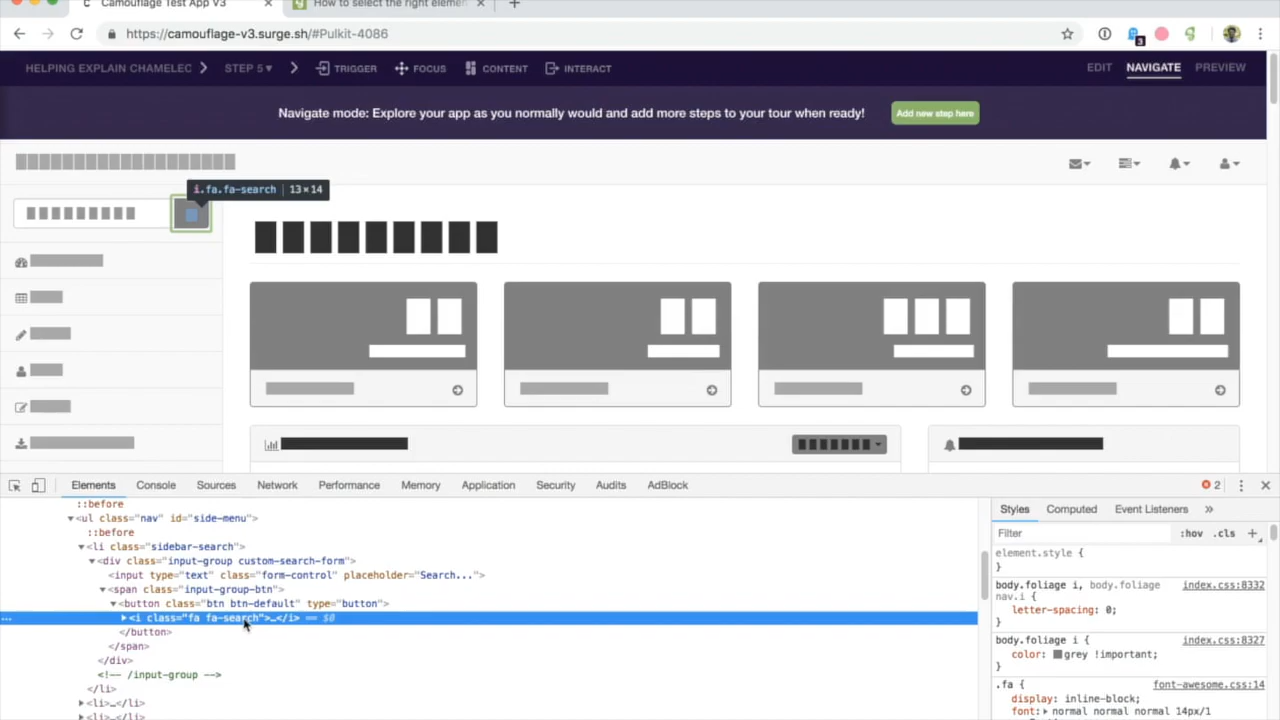 Camouflage Test App V3
How to select the right elemen
https://camouflage-v3.surge.sh/#Pulkit-4086
3
HELPING EXPLAIN CHAMELEC
STEP 5
TRIGGER
FOCUS
CONTENT
INTERACT
EDIT
NAVIGATE
PREVIEW
Navigate mode: Explore your app as you normally would and add more steps to your tour when ready!
Add new step here
i.fa.fa-search | 13×14
Elements
Console
Sources
Network
Performance
Memory
Application
Security
Audits
AdBlock
2
::before
<ul class="nav" id="side-menu">
::before
<li class="sidebar-search">
<div class="input-group custom-search-form">
<input type="text" class="form-control" placeholder="Search...">
<span class="input-group-btn">
<button class="btn btn-default" type="button">
<i class="fa fa-search">…</i> == $0
</button>
</span>
</div>
<!-- /input-group -->
</li>
<li>…</li>
<li>…</li>
Styles
Computed
Event Listeners
»
Filter
:hov
.cls
element.style {
}
body.foliage i, body.foliage
index.css:8332
nav.i {
letter-spacing: 0;
}
body.foliage i {
index.css:8327
color: grey !important;
}
.fa {
font-awesome.css:14
display: inline-block;
font: normal normal normal 14px/1